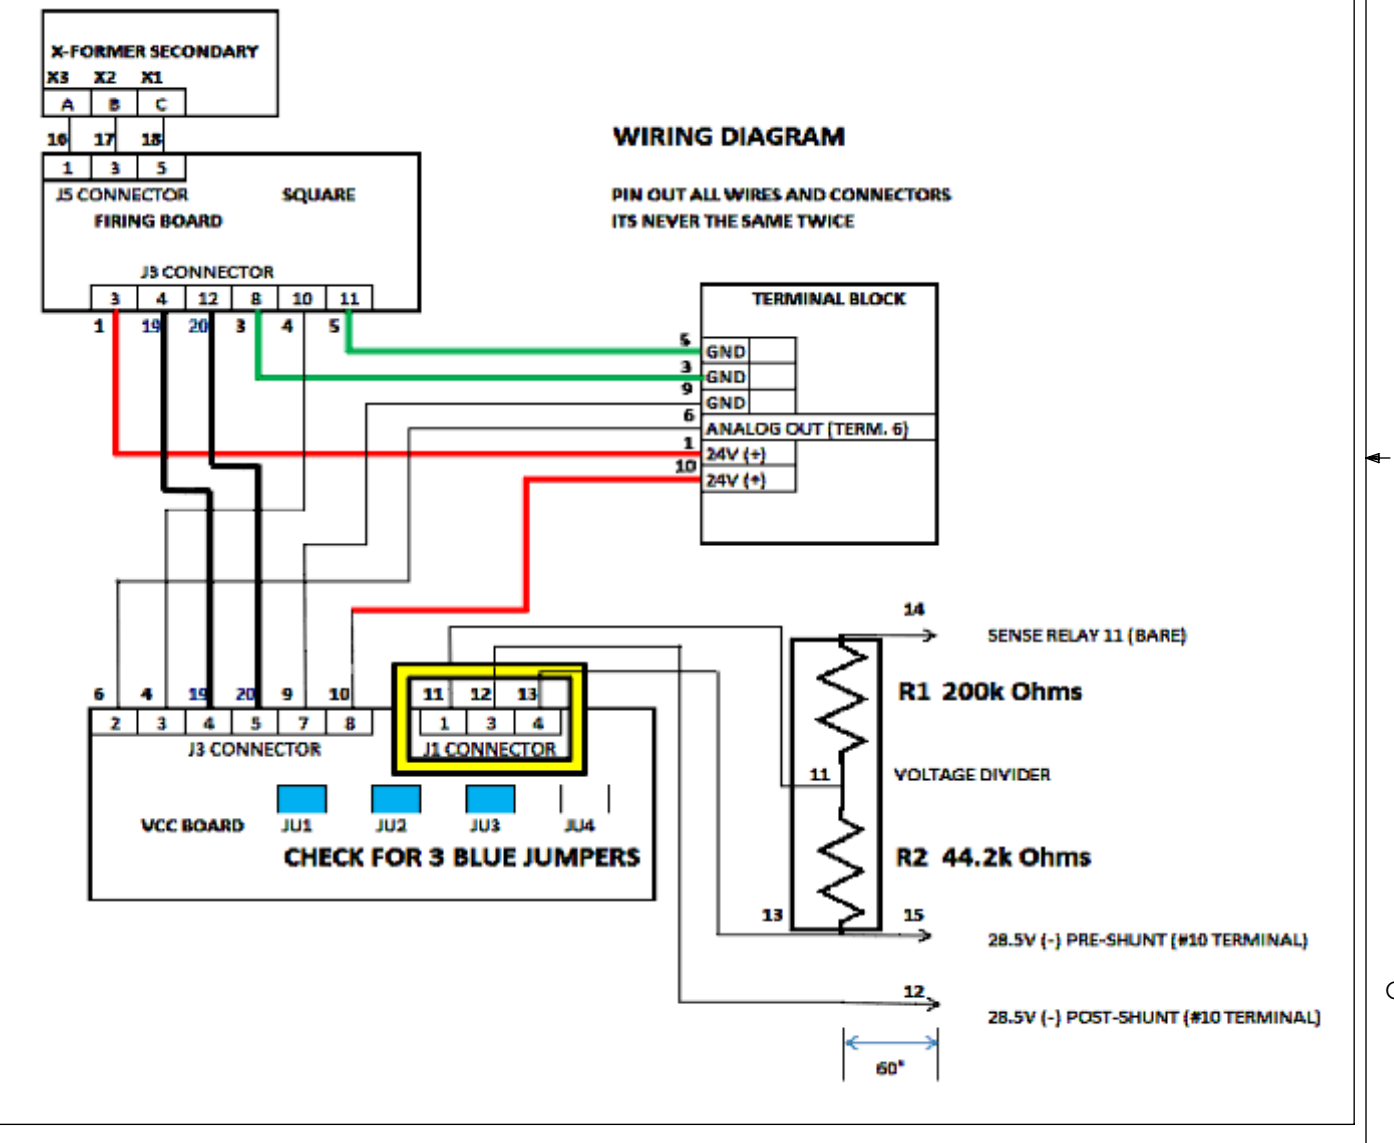 X-FORMER SECONDARY
X3 X2 X1
A B C
16 17 18
1 3 5
J5 CONNECTOR SQUARE
FIRING BOARD
J3 CONNECTOR
3 4 12 8 10 11
1 19 20 3 4 5
WIRING DIAGRAM
PIN OUT ALL WIRES AND CONNECTORS
ITS NEVER THE SAME TWICE
TERMINAL BLOCK
5 GND
3 GND
9 GND
6 ANALOG OUT (TERM. 6)
1 24V (+)
10 24V (+)
6 4 19 20 9 10 11 12 13
2 3 4 5 7 8 1 3 4
J3 CONNECTOR J1 CONNECTOR
JU1 JU2 JU3 JU4
VCC BOARD
CHECK FOR 3 BLUE JUMPERS
14
SENSE RELAY 11 (BARE)
R1 200k Ohms
11 VOLTAGE DIVIDER
R2 44.2k Ohms
13 15
28.5V (-) PRE-SHUNT (#10 TERMINAL)
12
28.5V (-) POST-SHUNT (#10 TERMINAL)
60"